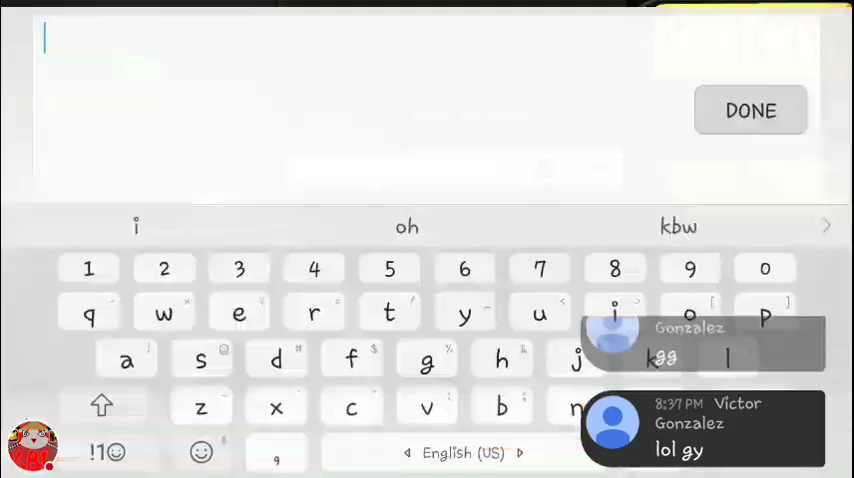 DONE
i oh kbw
1 2 3 4 5 6 7 8 9 0
q w e r t y u i o p
a s d f g h j k l
z x c v b n
!1☺ , English (US)
Gonzalez
gg
8:37 PM Victor
Gonzalez
lol gy